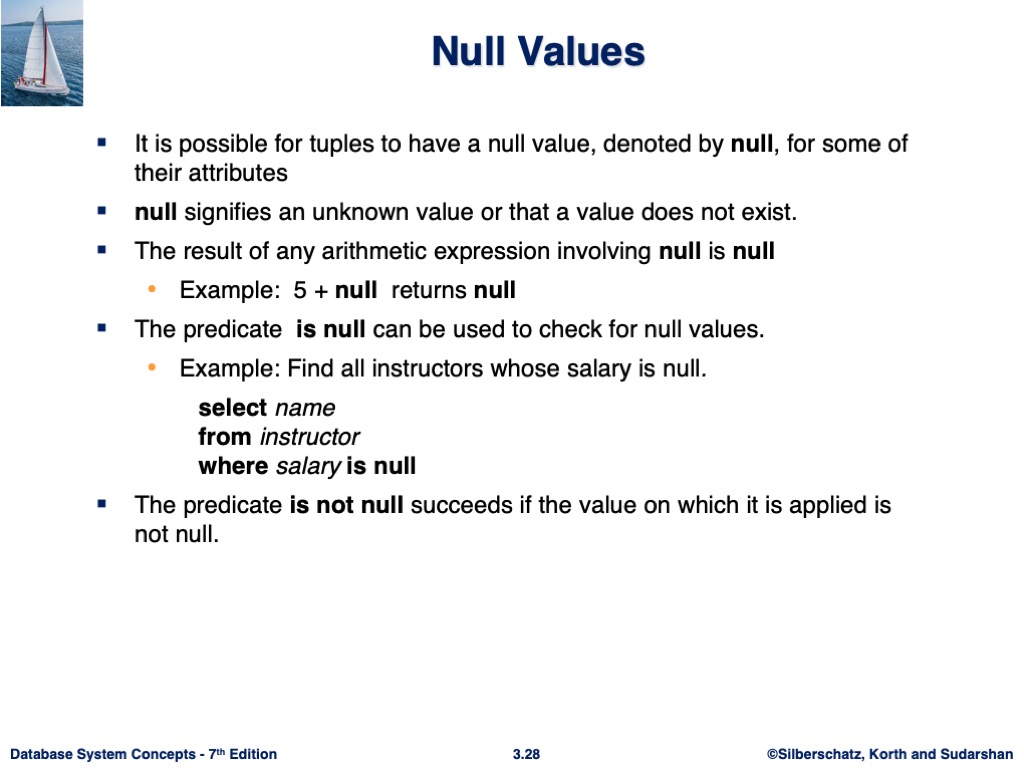 Null Values
▪ It is possible for tuples to have a null value, denoted by null, for some of
their attributes
▪ null signifies an unknown value or that a value does not exist.
▪ The result of any arithmetic expression involving null is null
• Example: 5 + null returns null
▪ The predicate is null can be used to check for null values.
• Example: Find all instructors whose salary is null.
select name
from instructor
where salary is null
▪ The predicate is not null succeeds if the value on which it is applied is
not null.
Database System Concepts - 7th Edition 3.28 ©Silberschatz, Korth and Sudarshan